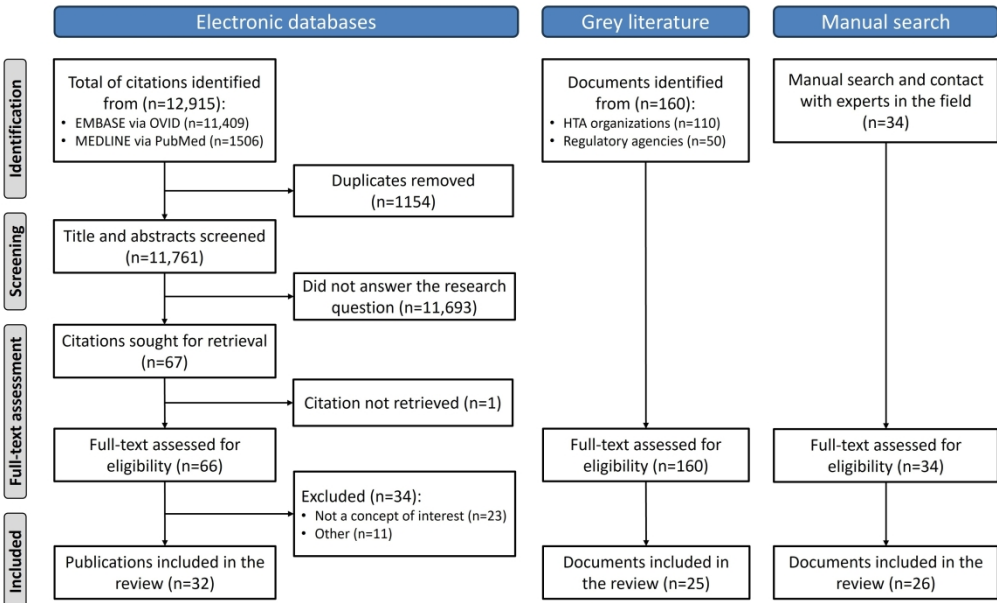 Electronic databases
Grey literature
Manual search
Identification
Total of citations identified
from (n=12,915):
• EMBASE via OVID (n=11,409)
• MEDLINE via PubMed (n=1506)
Documents identified
from (n=160):
• HTA organizations (n=110)
• Regulatory agencies (n=50)
Manual search and contact
with experts in the field
(n=34)
Duplicates removed
(n=1154)
Screening
Title and abstracts screened
(n=11,761)
Did not answer the research
question (n=11,693)
Full-text assessment
Citations sought for retrieval
(n=67)
Citation not retrieved (n=1)
Full-text assessed for
eligibility (n=66)
Full-text assessed for
eligibility (n=160)
Full-text assessed for
eligibility (n=34)
Excluded (n=34):
• Not a concept of interest (n=23)
• Other (n=11)
Included
Publications included in the
review (n=32)
Documents included in
the review (n=25)
Documents included in the
review (n=26)